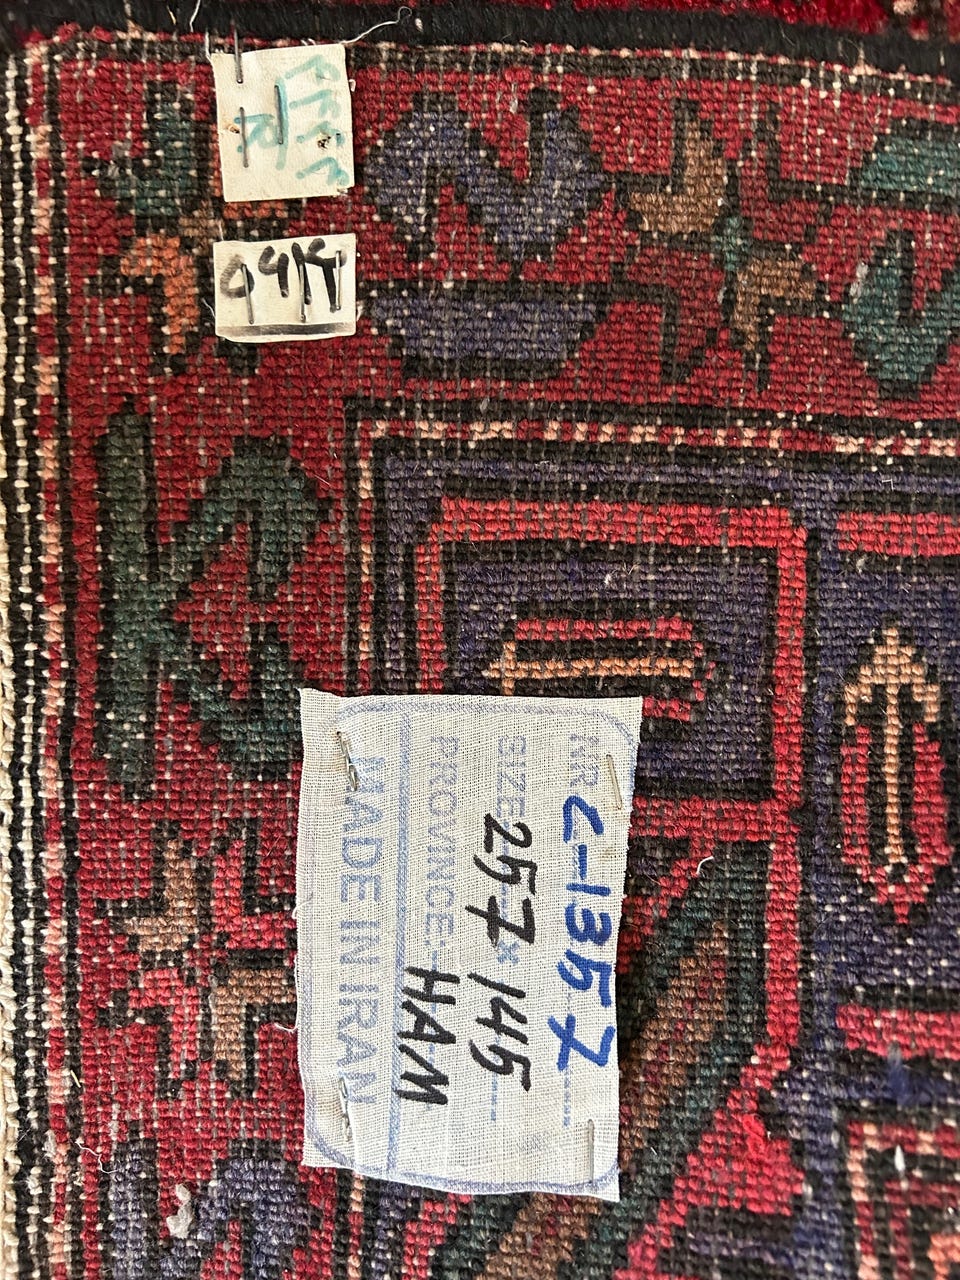 NR C-1357
SIZE: 257 x 145
PROVINCE: HAM
MADE IN IRAN